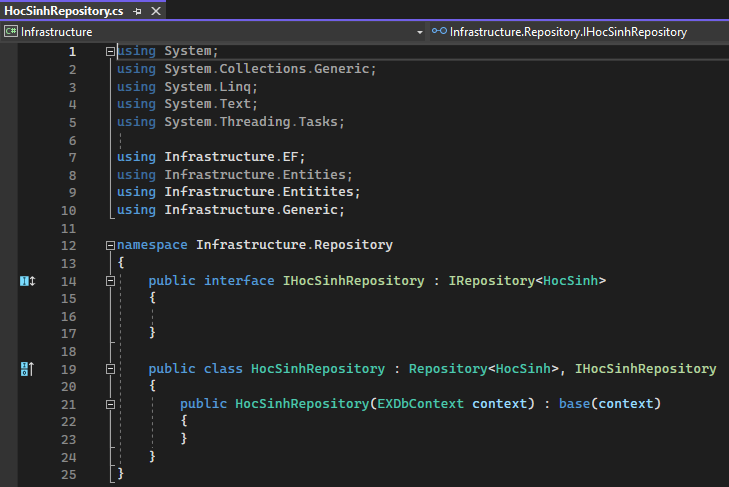 HocSinhRepository.cs
C# Infrastructure
Infrastructure.Repository.IHocSinhRepository
1 using System;
2 using System.Collections.Generic;
3 using System.Linq;
4 using System.Text;
5 using System.Threading.Tasks;
6
7 using Infrastructure.EF;
8 using Infrastructure.Entities;
9 using Infrastructure.Entitites;
10 using Infrastructure.Generic;
11
12 namespace Infrastructure.Repository
13 {
14 public interface IHocSinhRepository : IRepository<HocSinh>
15 {
16
17 }
18
19 public class HocSinhRepository : Repository<HocSinh>, IHocSinhRepository
20 {
21 public HocSinhRepository(EXDbContext context) : base(context)
22 {
23 }
24 }
25 }